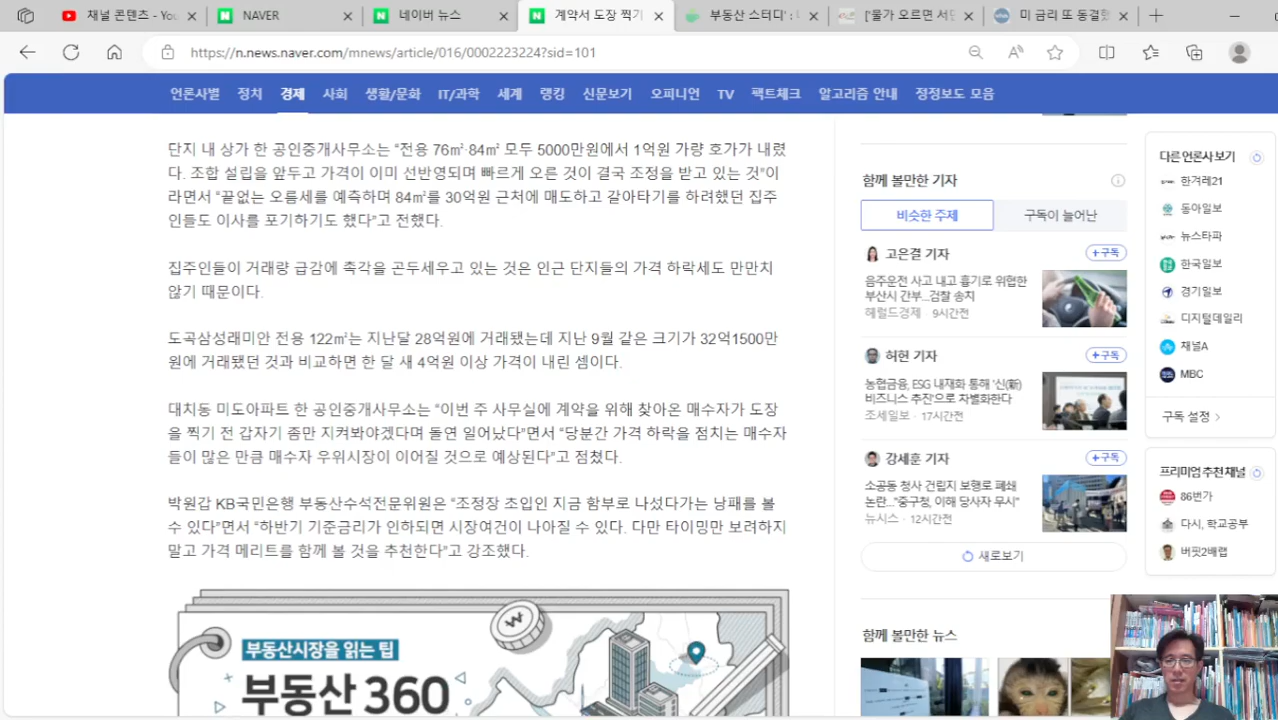 채널 콘텐츠 - You
NAVER
네이버 뉴스
계약서 도장 찍기
부동산 스터디' : 네
['물가 오르면 서민
미 금리 또 동결했
https://n.news.naver.com/mnews/article/016/0002223224?sid=101
언론사별 정치 경제 사회 생활/문화 IT/과학 세계 랭킹 신문보기 오피니언 TV 팩트체크 알고리즘 안내 정정보도 모음
단지 내 상가 한 공인중개사무소는 “전용 76㎡·84㎡ 모두 5000만원에서 1억원 가량 호가가 내렸
다. 조합 설립을 앞두고 가격이 이미 선반영되며 빠르게 오른 것이 결국 조정을 받고 있는 것”이
라면서 “끝없는 오름세를 예측하며 84㎡를 30억원 근처에 매도하고 갈아타기를 하려했던 집주
인들도 이사를 포기하기도 했다”고 전했다.
집주인들이 거래량 급감에 촉각을 곤두세우고 있는 것은 인근 단지들의 가격 하락세도 만만치
않기 때문이다.
도곡삼성래미안 전용 122㎡는 지난달 28억원에 거래됐는데 지난 9월 같은 크기가 32억1500만
원에 거래됐던 것과 비교하면 한 달 새 4억원 이상 가격이 내린 셈이다.
대치동 미도아파트 한 공인중개사무소는 “이번 주 사무실에 계약을 위해 찾아온 매수자가 도장
을 찍기 전 갑자기 좀만 지켜봐야겠다며 돌연 일어났다”면서 “당분간 가격 하락을 점치는 매수자
들이 많은 만큼 매수자 우위시장이 이어질 것으로 예상된다”고 점쳤다.
박원갑 KB국민은행 부동산수석전문위원은 “조정장 초입인 지금 함부로 나섰다가는 낭패를 볼
수 있다”면서 “하반기 기준금리가 인하되면 시장여건이 나아질 수 있다. 다만 타이밍만 보려하지
말고 가격 메리트를 함께 볼 것을 추천한다”고 강조했다.
부동산시장을 읽는 팁
부동산 360
함께 볼만한 기자
비슷한 주제 구독이 늘어난
고은결 기자 +구독
음주운전 사고 내고 흉기로 위협한
부산시 간부...검찰 송치
헤럴드경제 · 9시간전
허헌 기자 +구독
농협금융, ESG 내재화 통해 '신(新)
비즈니스 추진'으로 차별화한다
조세일보 · 17시간전
강세훈 기자 +구독
소공동 청사 건립지 보행로 폐쇄
논란..."중구청, 이해 당사자 무시"
뉴시스 · 12시간전
새로보기
함께 볼만한 뉴스
다른 언론사 보기
한겨레21
동아일보
뉴스타파
한국일보
경기일보
디지털데일리
채널A
MBC
구독 설정 >
프리미엄 추천 채널
86번가
다시, 학교공부
버핏2배랩